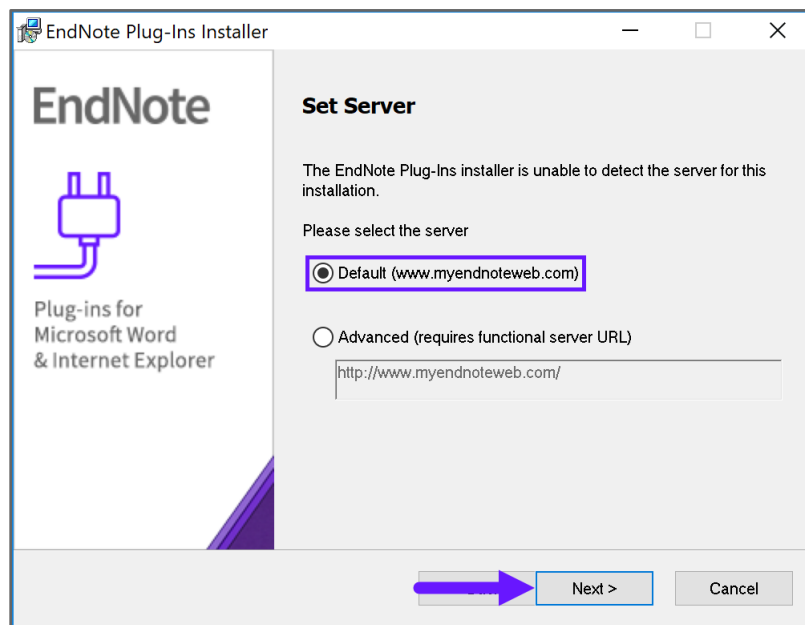 EndNote Plug-Ins Installer
EndNote
Plug-ins for
Microsoft Word
& Internet Explorer
Set Server
The EndNote Plug-Ins installer is unable to detect the server for this
installation.
Please select the server
Default (www.myendnoteweb.com)
Advanced (requires functional server URL)
http://www.myendnoteweb.com/
Next >
Cancel